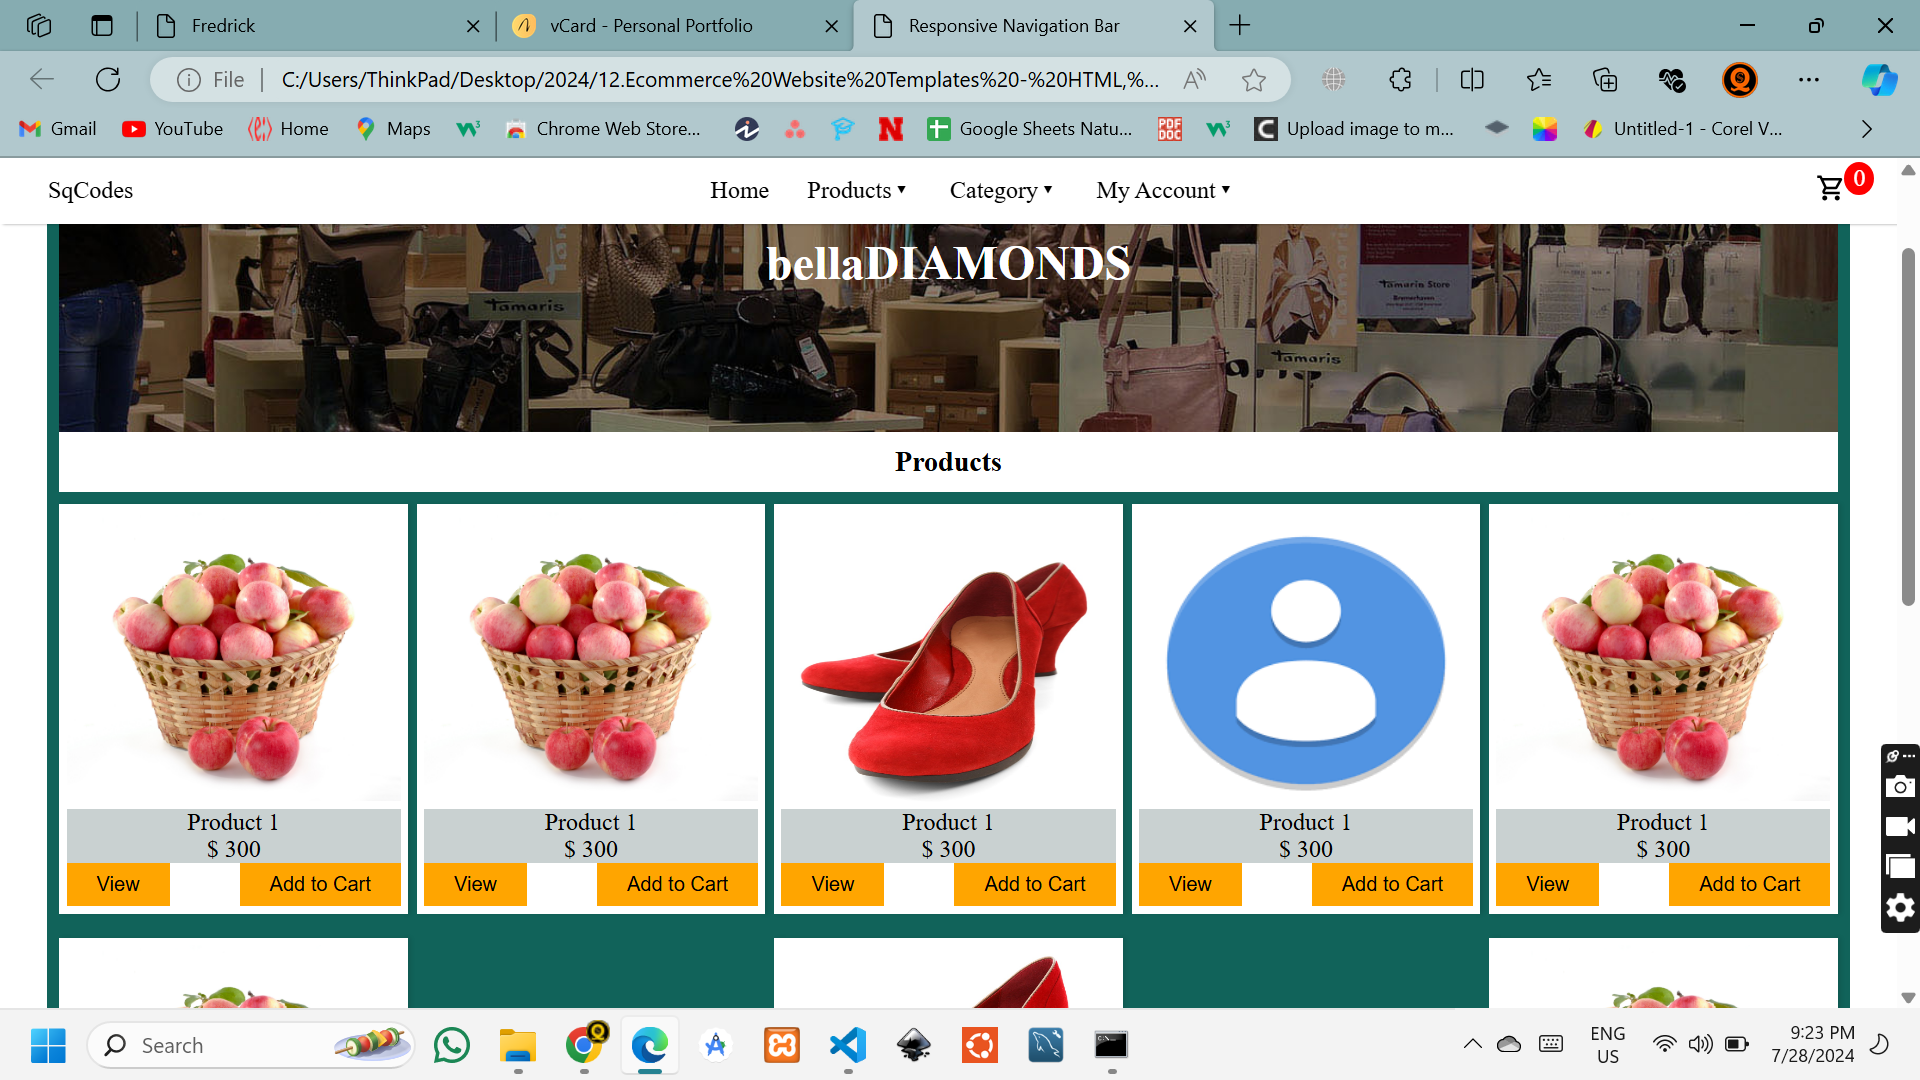 Fredrick
vCard - Personal Portfolio
Responsive Navigation Bar
File
C:/Users/ThinkPad/Desktop/2024/12.Ecommerce%20Website%20Templates%20-%20HTML,%...
Gmail
YouTube
Home
Maps
Chrome Web Store...
Google Sheets Natu...
PDF
DOC
Upload image to m...
Untitled-1 - Corel V...
SqCodes
Home
Products
Category
My Account
0
bellaDIAMONDS
Tamaris
Tamaris Store
Bremerhaven
Tamaris
Products
Product 1
$ 300
View
Add to Cart
Product 1
$ 300
View
Add to Cart
Product 1
$ 300
View
Add to Cart
Product 1
$ 300
View
Add to Cart
Product 1
$ 300
View
Add to Cart
Search
ENG
US
9:23 PM
7/28/2024